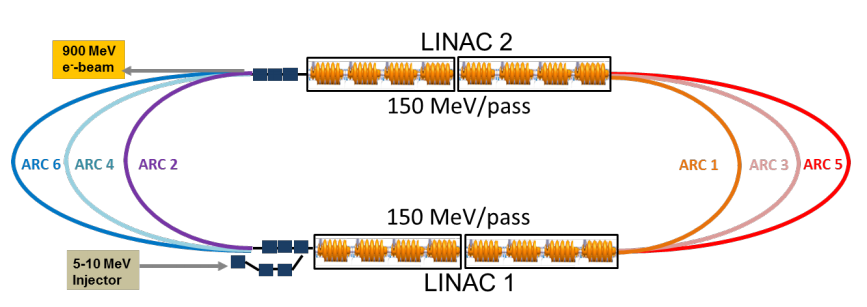 LINAC 2
900 MeV
e⁻-beam
150 MeV/pass
ARC 6
ARC 4
ARC 2
ARC 1
ARC 3
ARC 5
150 MeV/pass
5-10 MeV
Injector
LINAC 1